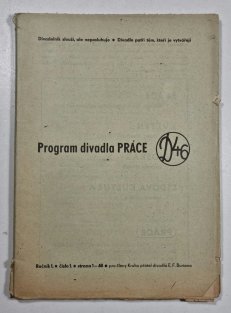 Divadelník slouží, ale neposluhuje ★ Divadlo patří těm, kteří je vytvářejí
Program divadla PRÁCE D46
Ročník I. ★ číslo 1. ★ strana 1—48 ★ pro členy Kruhu přátel divadla E. F. Buriana